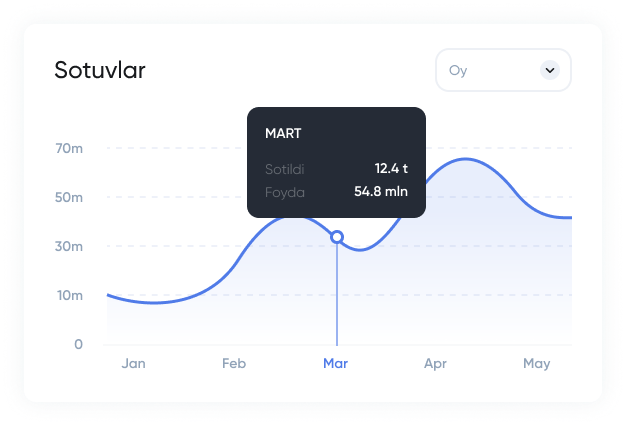 Sotuvlar
Oy
MART
Sotildi 12.4 t
Foyda 54.8 mln
70m
50m
30m
10m
0
Jan Feb Mar Apr May